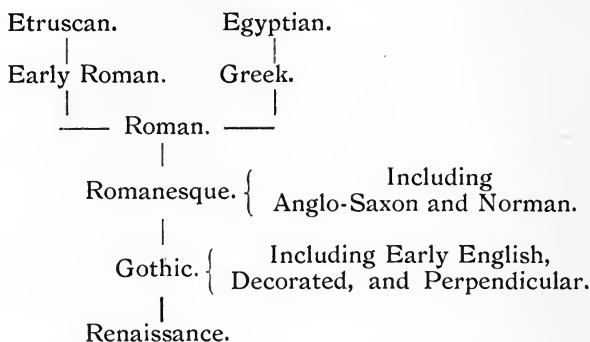 Etruscan. Egyptian.
Early Roman. Greek.
Roman.
Romanesque. { Including
Anglo-Saxon and Norman.
Gothic. { Including Early English,
Decorated, and Perpendicular.
Renaissance.